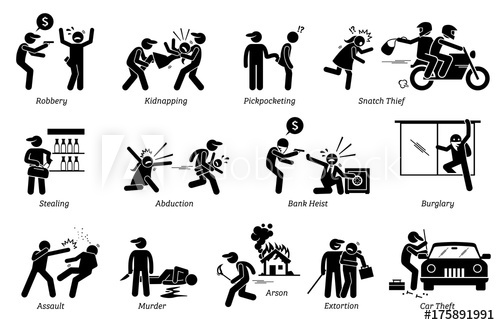 $
!?
!?
Robbery
Kidnapping
Pickpocketing
Snatch Thief
$
Stealing
Abduction
Bank Heist
Burglary
Assault
Murder
Arson
Extortion
Car Theft
#175891991